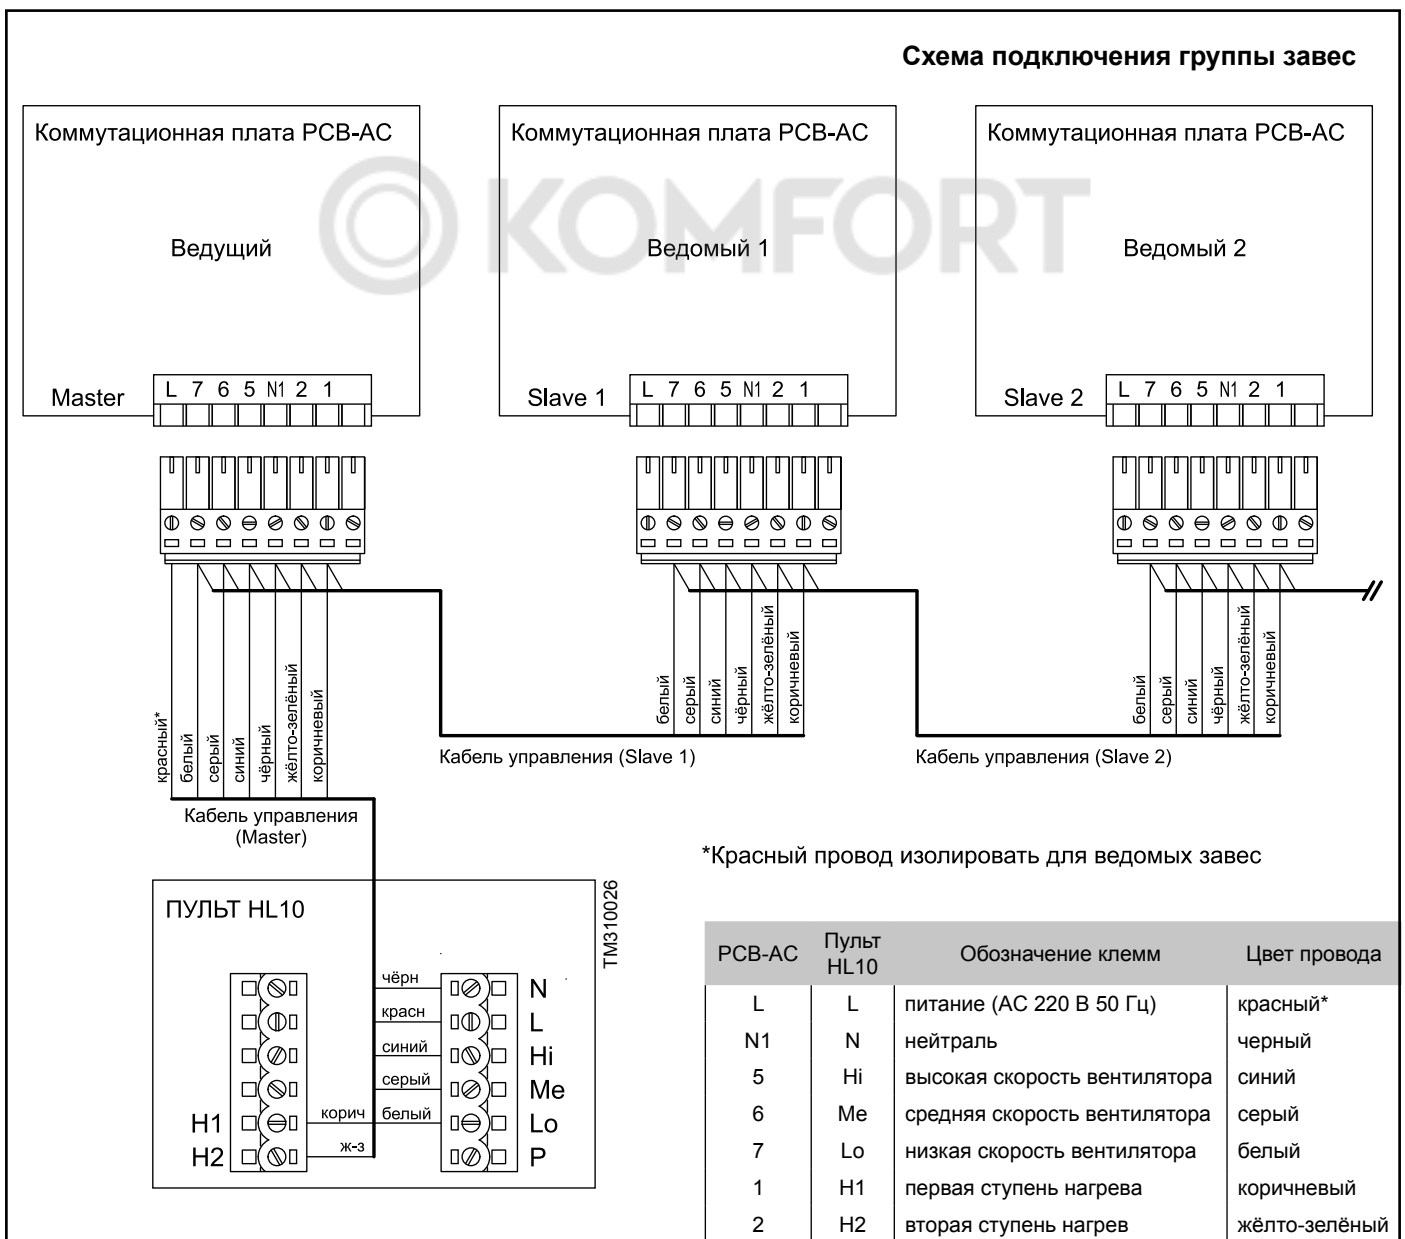 Схема подключения группы завес
Коммутационная плата PCB-AC
Коммутационная плата PCB-AC
Коммутационная плата PCB-AC
KOMFORT
Ведущий
Ведомый 1
Ведомый 2
Master
L 7 6 5 N1 2 1
Slave 1
L 7 6 5 N1 2 1
Slave 2
L 7 6 5 N1 2 1
красный*
белый
серый
синий
чёрный
жёлто-зелёный
коричневый
белый
серый
синий
чёрный
жёлто-зелёный
коричневый
белый
серый
синий
чёрный
жёлто-зелёный
коричневый
Кабель управления (Slave 1)
Кабель управления (Slave 2)
Кабель управления
(Master)
*Красный провод изолировать для ведомых завес
ПУЛЬТ HL10
TM310026
чёрн
N
красн
L
синий
Hi
серый
Me
H1
корич
белый
Lo
H2
ж-з
P
PCB-AC Пульт HL10 Обозначение клемм Цвет провода
L L питание (AC 220 В 50 Гц) красный*
N1 N нейтраль черный
5 Hi высокая скорость вентилятора синий
6 Me средняя скорость вентилятора серый
7 Lo низкая скорость вентилятора белый
1 H1 первая ступень нагрева коричневый
2 H2 вторая ступень нагрев жёлто-зелёный